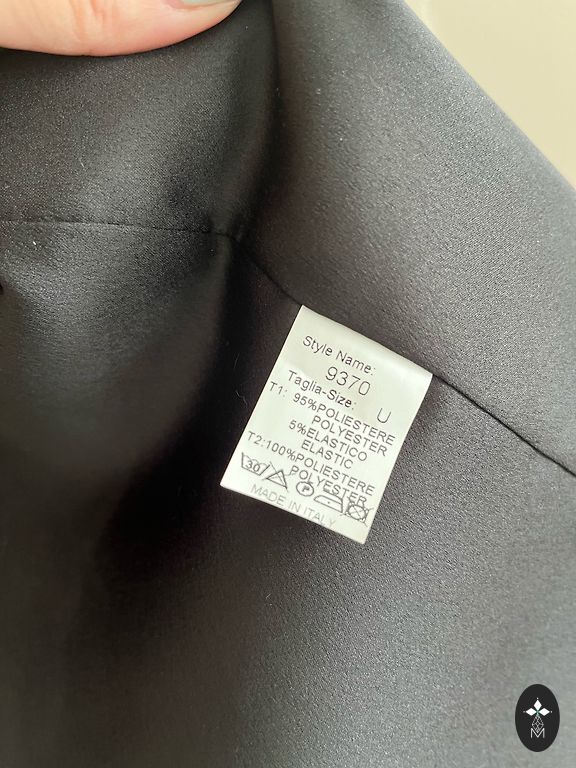 Style Name:
9370
Taglia-Size: U
T1: 95%POLIESTERE
POLYESTER
5%ELASTICO
ELASTIC
T2:100%POLIESTERE
POLYESTER
30 P
MADE IN ITALY
M